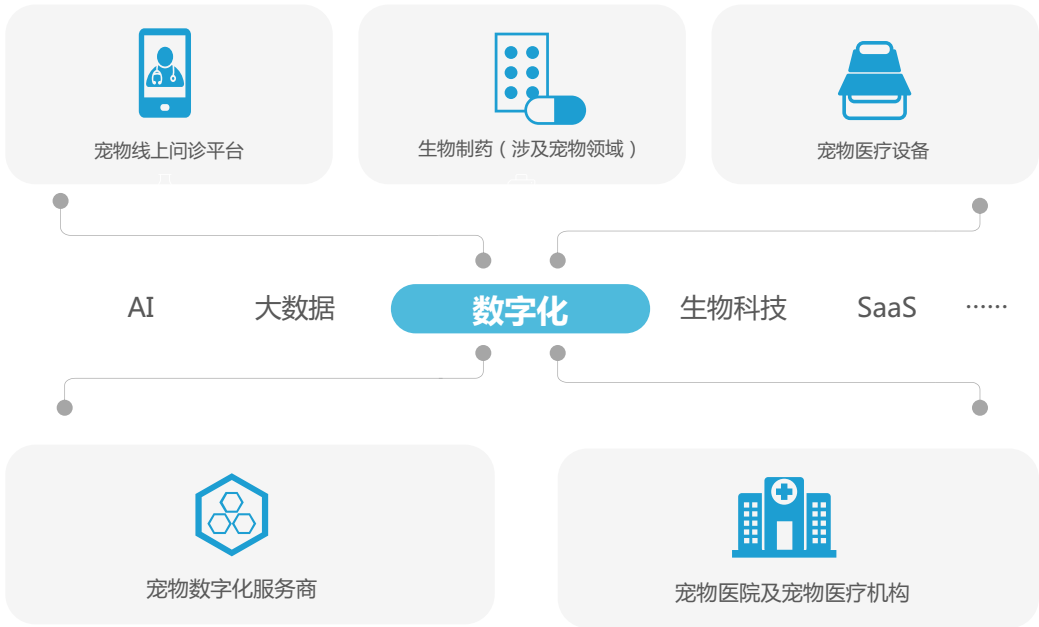 宠物线上问诊平台
生物制药（涉及宠物领域）
宠物医疗设备
AI
大数据
数字化
生物科技
SaaS
……
宠物数字化服务商
宠物医院及宠物医疗机构